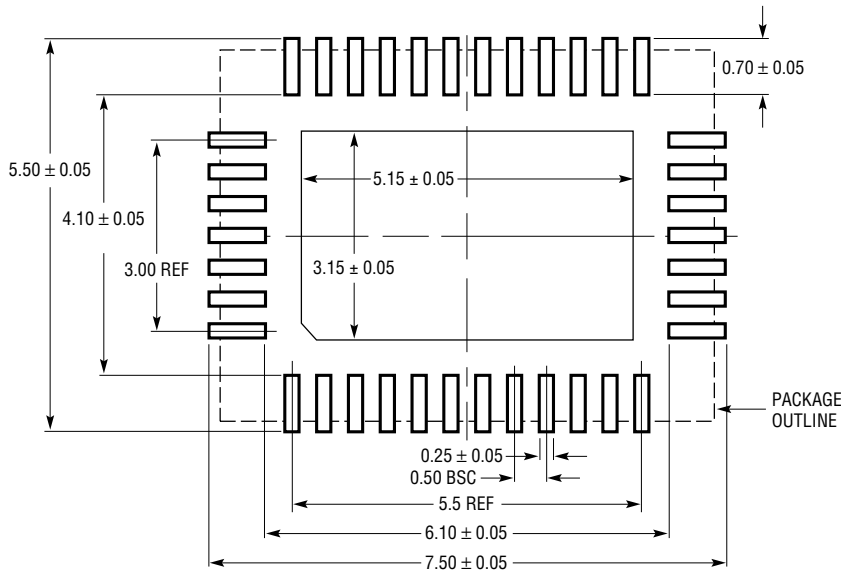 0.70 ± 0.05
5.50 ± 0.05
5.15 ± 0.05
4.10 ± 0.05
3.00 REF
3.15 ± 0.05
PACKAGE
OUTLINE
0.25 ± 0.05
0.50 BSC
5.5 REF
6.10 ± 0.05
7.50 ± 0.05